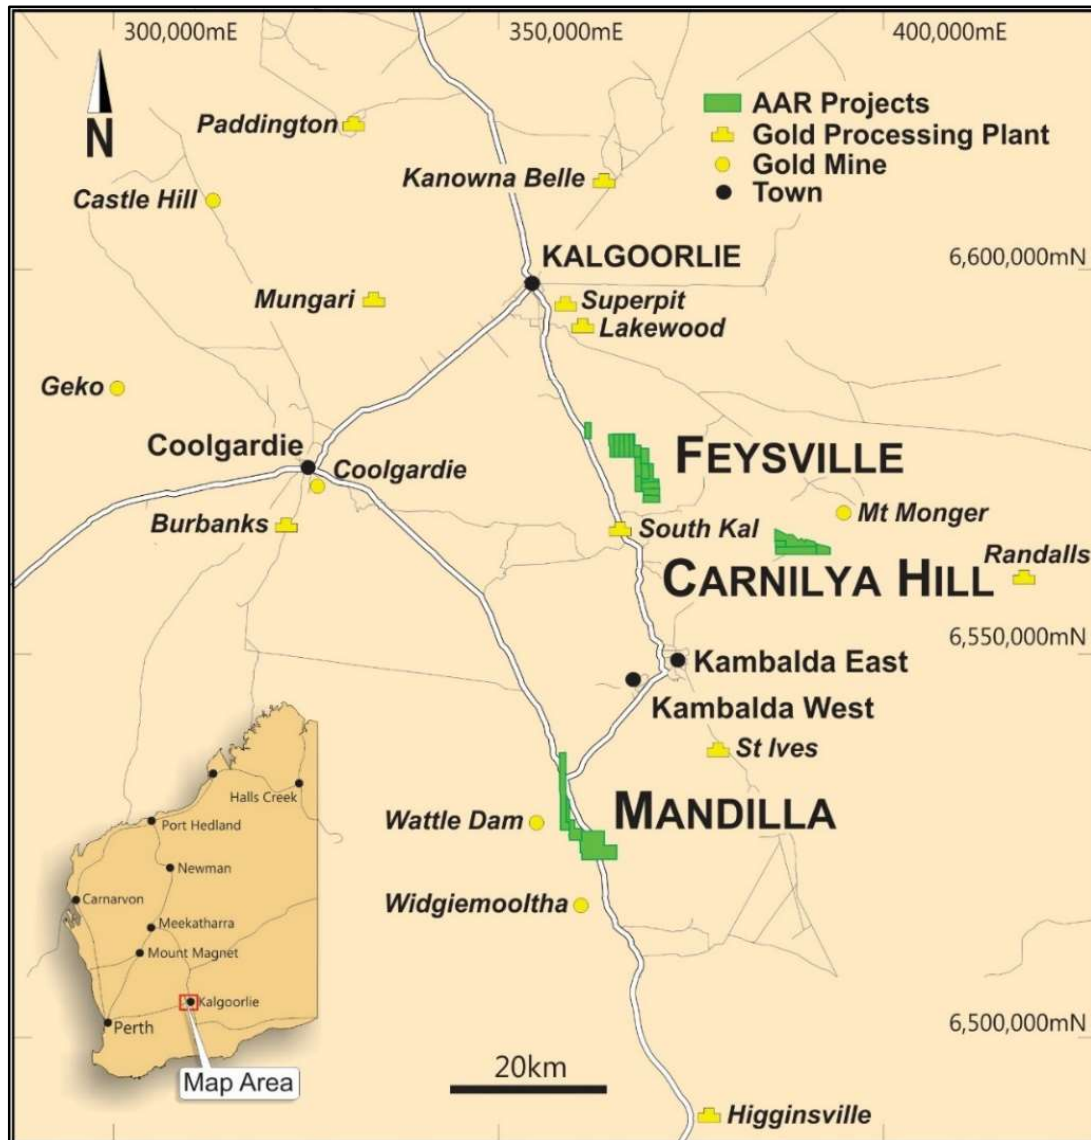 300,000mE
350,000mE
400,000mE
N
AAR Projects
Gold Processing Plant
Gold Mine
Town
Paddington
Kanowna Belle
Castle Hill
KALGOORLIE
6,600,000mN
Mungari
Superpit
Lakewood
Geko
Coolgardie
Coolgardie
FEYSVILLE
Burbanks
South Kal
Mt Monger
Randalls
CARNILYA HILL
6,550,000mN
Kambalda East
Kambalda West
St Ives
Wattle Dam
MANDILLA
Widgiemooltha
6,500,000mN
20km
Higginsville
Halls Creek
Port Hedland
Newman
Carnarvon
Meekatharra
Mount Magnet
Kalgoorlie
Perth
Map Area